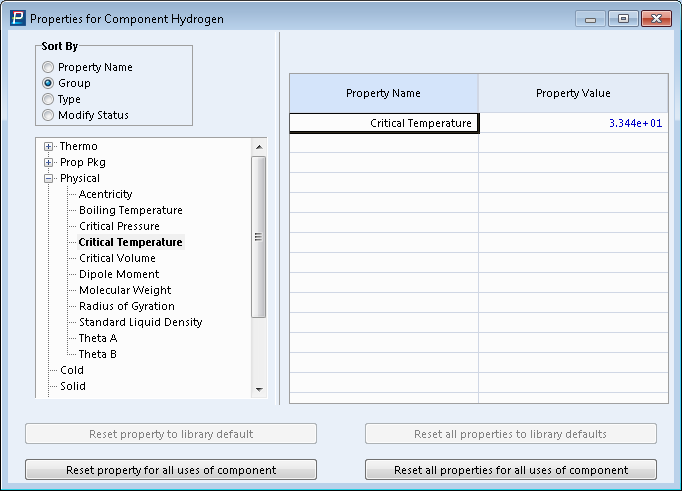 Properties for Component Hydrogen
Sort By
Property Name
Group
Type
Modify Status
Thermo
Prop Pkg
Physical
Acentricity
Boiling Temperature
Critical Pressure
Critical Temperature
Critical Volume
Dipole Moment
Molecular Weight
Radius of Gyration
Standard Liquid Density
Theta A
Theta B
Cold
Solid
Property Name Property Value
Critical Temperature 3.344e+01
Reset property to library default
Reset all properties to library defaults
Reset property for all uses of component
Reset all properties for all uses of component